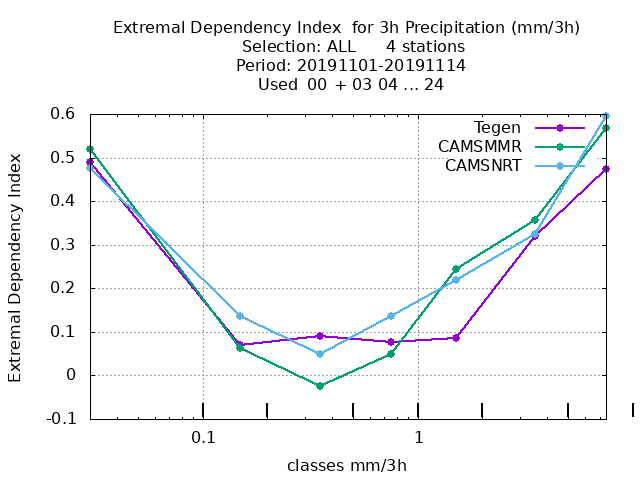 Extremal Dependency Index  for 3h Precipitation (mm/3h)
Selection: ALL      4 stations
Period: 20191101-20191114
Used  00  + 03 04 ... 24
Extremal Dependency Index
0.6
0.5
0.4
0.3
0.2
0.1
0
-0.1
Tegen
CAMSMMR
CAMSNRT
0.1
1
classes mm/3h